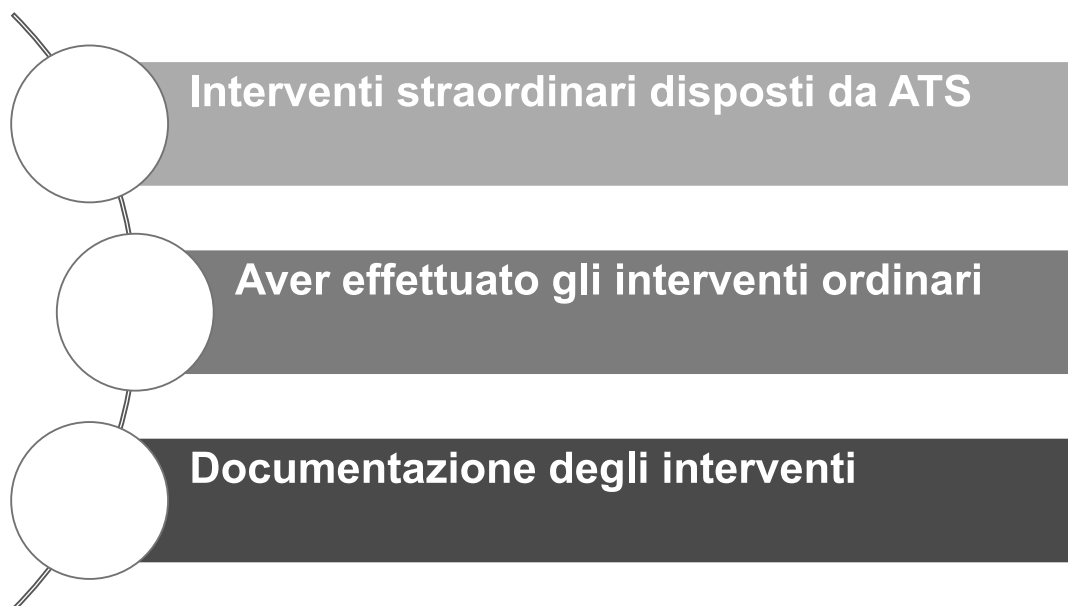 Interventi straordinari disposti da ATS
Aver effettuato gli interventi ordinari
Documentazione degli interventi